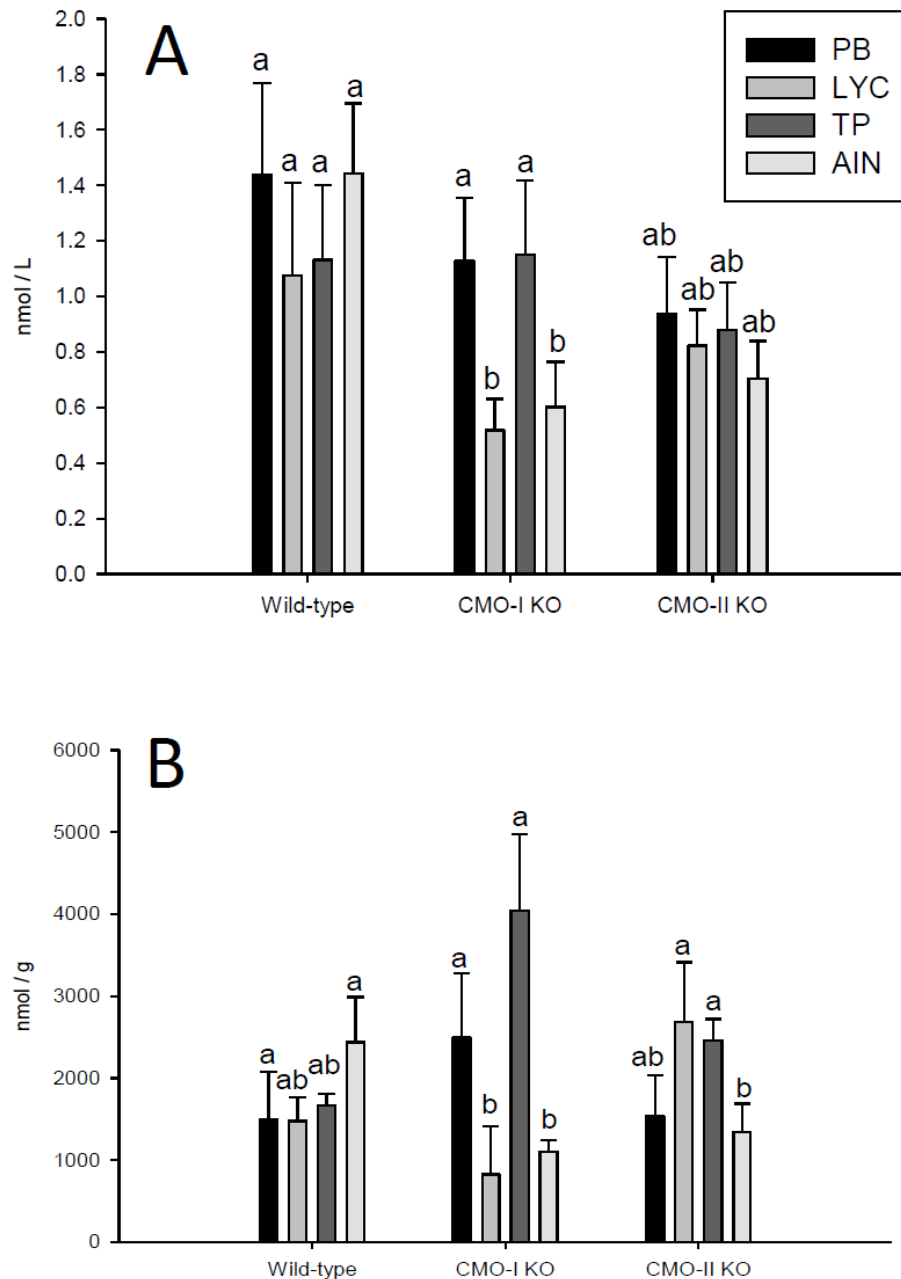 A
PB
LYC
TP
AIN
2.0
1.8
1.6
1.4
1.2
1.0
0.8
0.6
0.4
0.2
0.0
nmol / L
a a a a
a b a b
ab ab ab ab
Wild-type CMO-I KO CMO-II KO
B
6000
5000
4000
3000
2000
1000
0
nmol / g
a ab ab a
a b a b
ab a a b
Wild-type CMO-I KO CMO-II KO